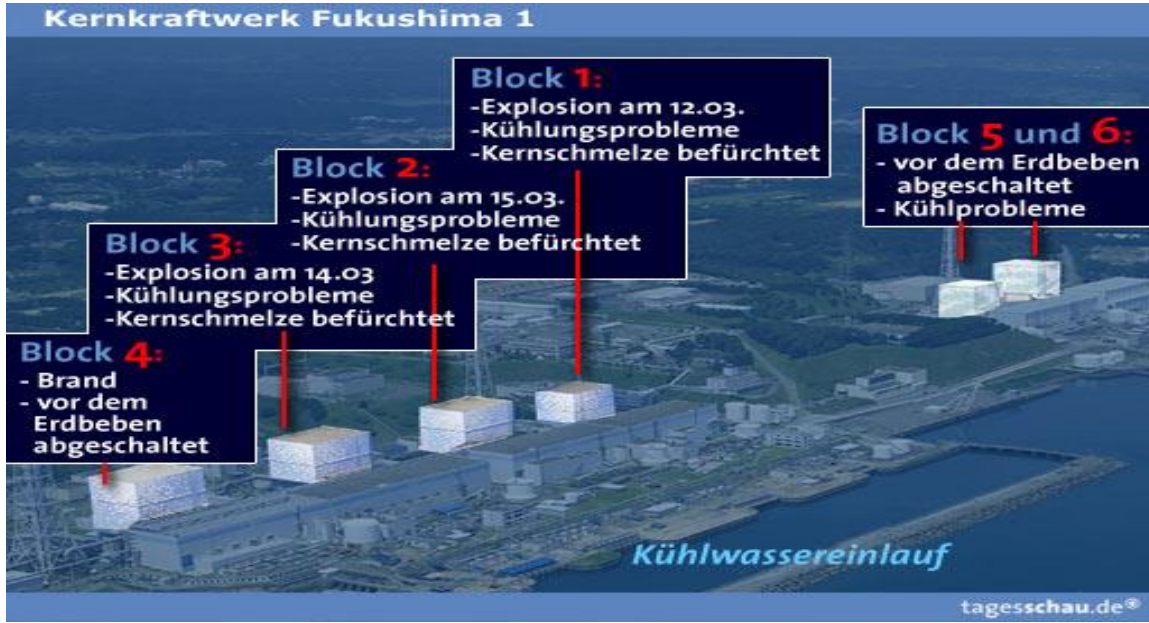 Kernkraftwerk Fukushima 1
Block 1:
-Explosion am 12.03.
-Kühlungsprobleme
-Kernschmelze befürchtet
Block 2:
-Explosion am 15.03.
-Kühlungsprobleme
-Kernschmelze befürchtet
Block 3:
-Explosion am 14.03
-Kühlungsprobleme
-Kernschmelze befürchtet
Block 4:
- Brand
- vor dem
Erdbeben
abgeschaltet
Block 5 und 6:
- vor dem Erdbeben
abgeschaltet
- Kühlprobleme
Kühlwassereinlauf
tagesschau.de®